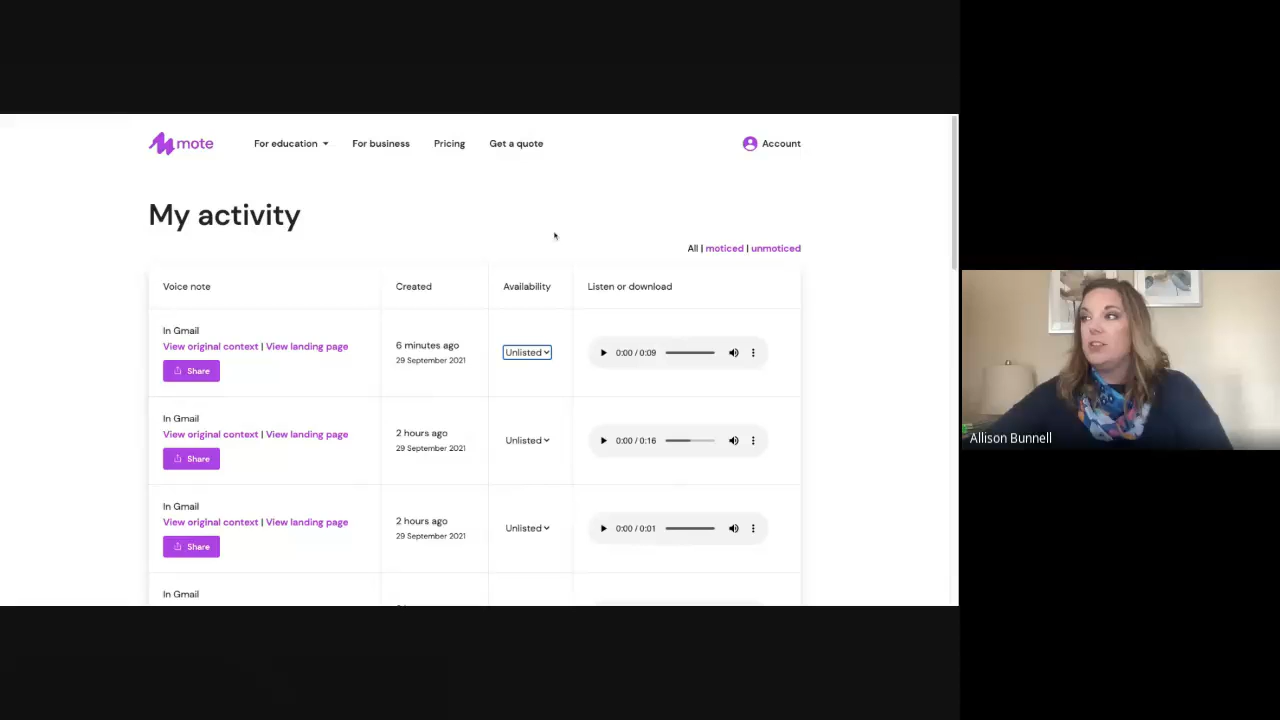 mote
For education
For business
Pricing
Get a quote
Account
My activity
All | moticed | unmoticed
Voice note
Created
Availability
Listen or download
In Gmail
View original context | View landing page
Share
6 minutes ago
29 September 2021
Unlisted
0:00 / 0:09
In Gmail
View original context | View landing page
Share
2 hours ago
29 September 2021
Unlisted
0:00 / 0:16
In Gmail
View original context | View landing page
Share
2 hours ago
29 September 2021
Unlisted
0:00 / 0:01
In Gmail
Allison Bunnell